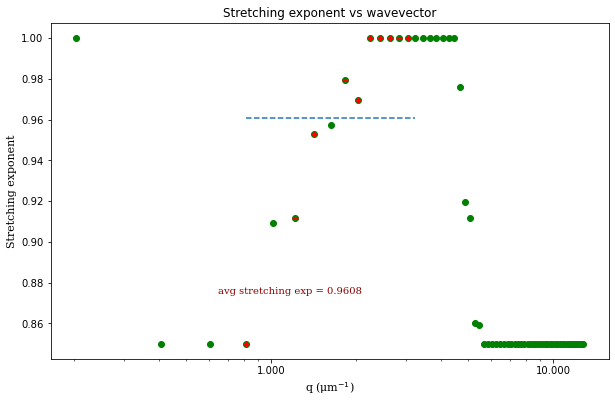 Stretching exponent vs wavevector
Stretching exponent
1.00
0.98
0.96
0.94
0.92
0.90
0.88
0.86
avg stretching exp = 0.9608
1.000
10.000
q (μm⁻¹)